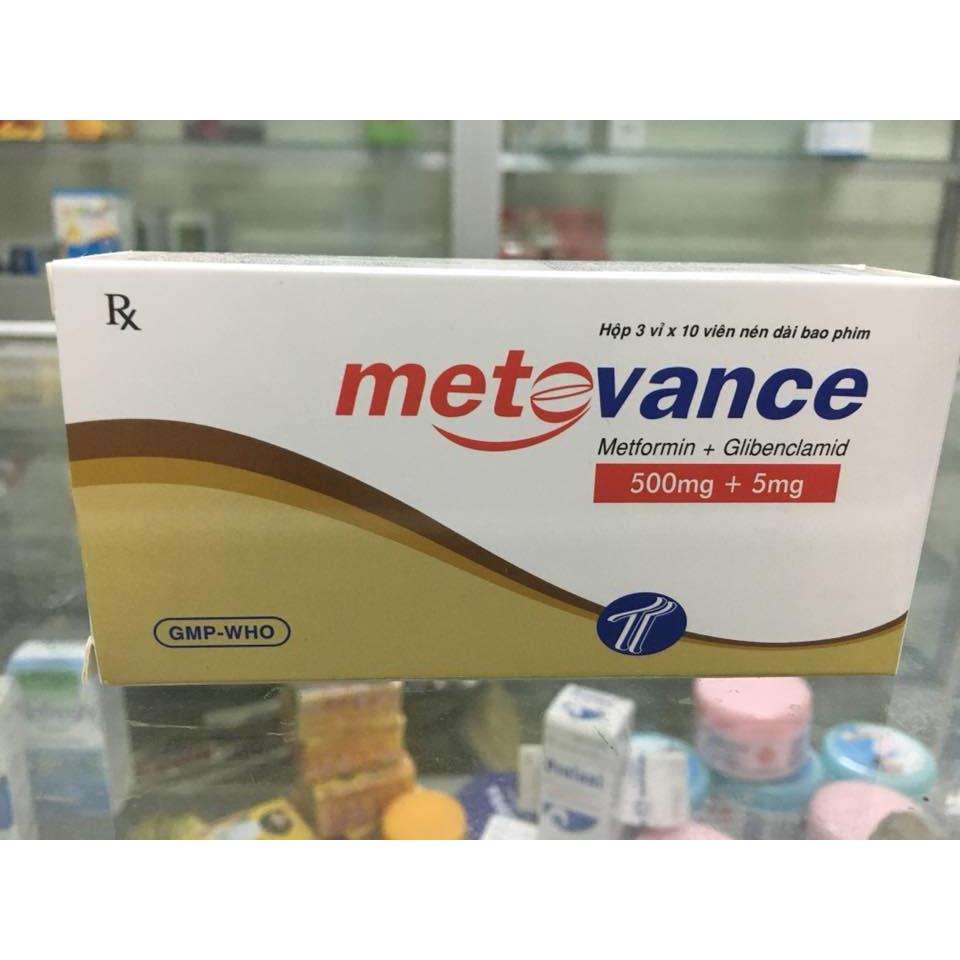 Rx
Hộp 3 vỉ x 10 viên nén dài bao phim
metovance
Metformin + Glibenclamid
500mg + 5mg
GMP-WHO